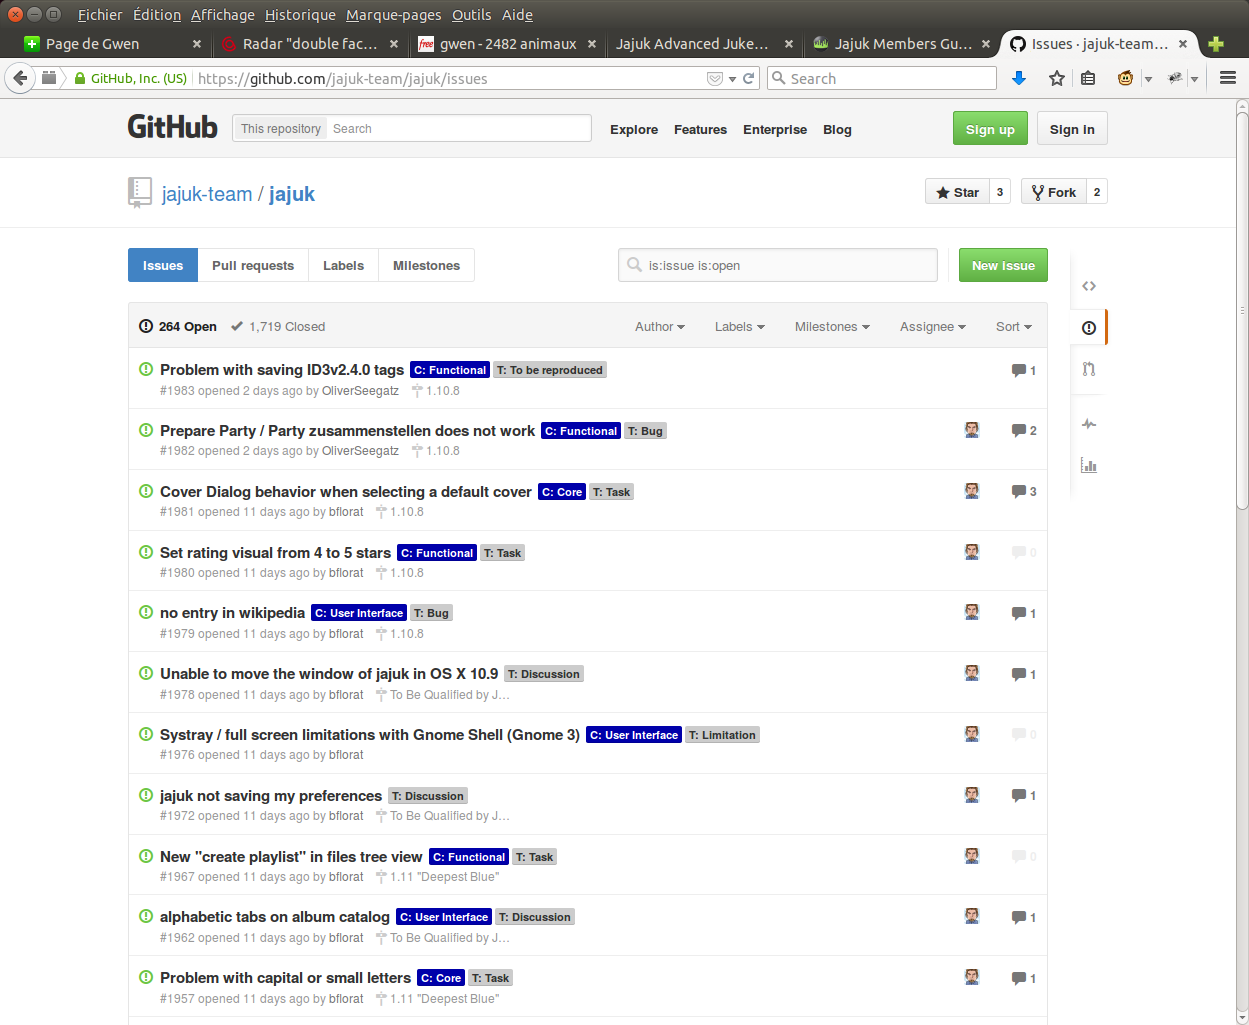 Fichier Édition Affichage Historique Marque-pages Outils Aide
Page de Gwen
Radar "double fac...
gwen - 2482 animaux
Jajuk Advanced Juke...
Jajuk Members Gu...
Issues · jajuk-team...
GitHub, Inc. (US) https://github.com/jajuk-team/jajuk/issues
Search
GitHub
This repository Search
Explore Features Enterprise Blog
Sign up Sign in
jajuk-team / jajuk
Star 3
Fork 2
Issues Pull requests Labels Milestones
is:issue is:open
New issue
264 Open 1,719 Closed
Author Labels Milestones Assignee Sort
Problem with saving ID3v2.4.0 tags C: Functional T: To be reproduced 1
#1983 opened 2 days ago by OliverSeegatz 1.10.8
Prepare Party / Party zusammenstellen does not work C: Functional T: Bug 2
#1982 opened 2 days ago by OliverSeegatz 1.10.8
Cover Dialog behavior when selecting a default cover C: Core T: Task 3
#1981 opened 11 days ago by bflorat 1.10.8
Set rating visual from 4 to 5 stars C: Functional T: Task 0
#1980 opened 11 days ago by bflorat 1.10.8
no entry in wikipedia C: User Interface T: Bug 1
#1979 opened 11 days ago by bflorat 1.10.8
Unable to move the window of jajuk in OS X 10.9 T: Discussion 1
#1978 opened 11 days ago by bflorat To Be Qualified by J...
Systray / full screen limitations with Gnome Shell (Gnome 3) C: User Interface T: Limitation 0
#1976 opened 11 days ago by bflorat
jajuk not saving my preferences T: Discussion 1
#1972 opened 11 days ago by bflorat To Be Qualified by J...
New "create playlist" in files tree view C: Functional T: Task 0
#1967 opened 11 days ago by bflorat 1.11 "Deepest Blue"
alphabetic tabs on album catalog C: User Interface T: Discussion 1
#1962 opened 11 days ago by bflorat To Be Qualified by J...
Problem with capital or small letters C: Core T: Task 1
#1957 opened 11 days ago by bflorat 1.11 "Deepest Blue"